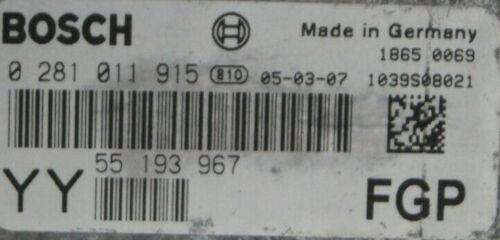 BOSCH Made in Germany
1865 0069
0 281 011 915 810 05-03-07 1039S08021
55 193 967
YY FGP